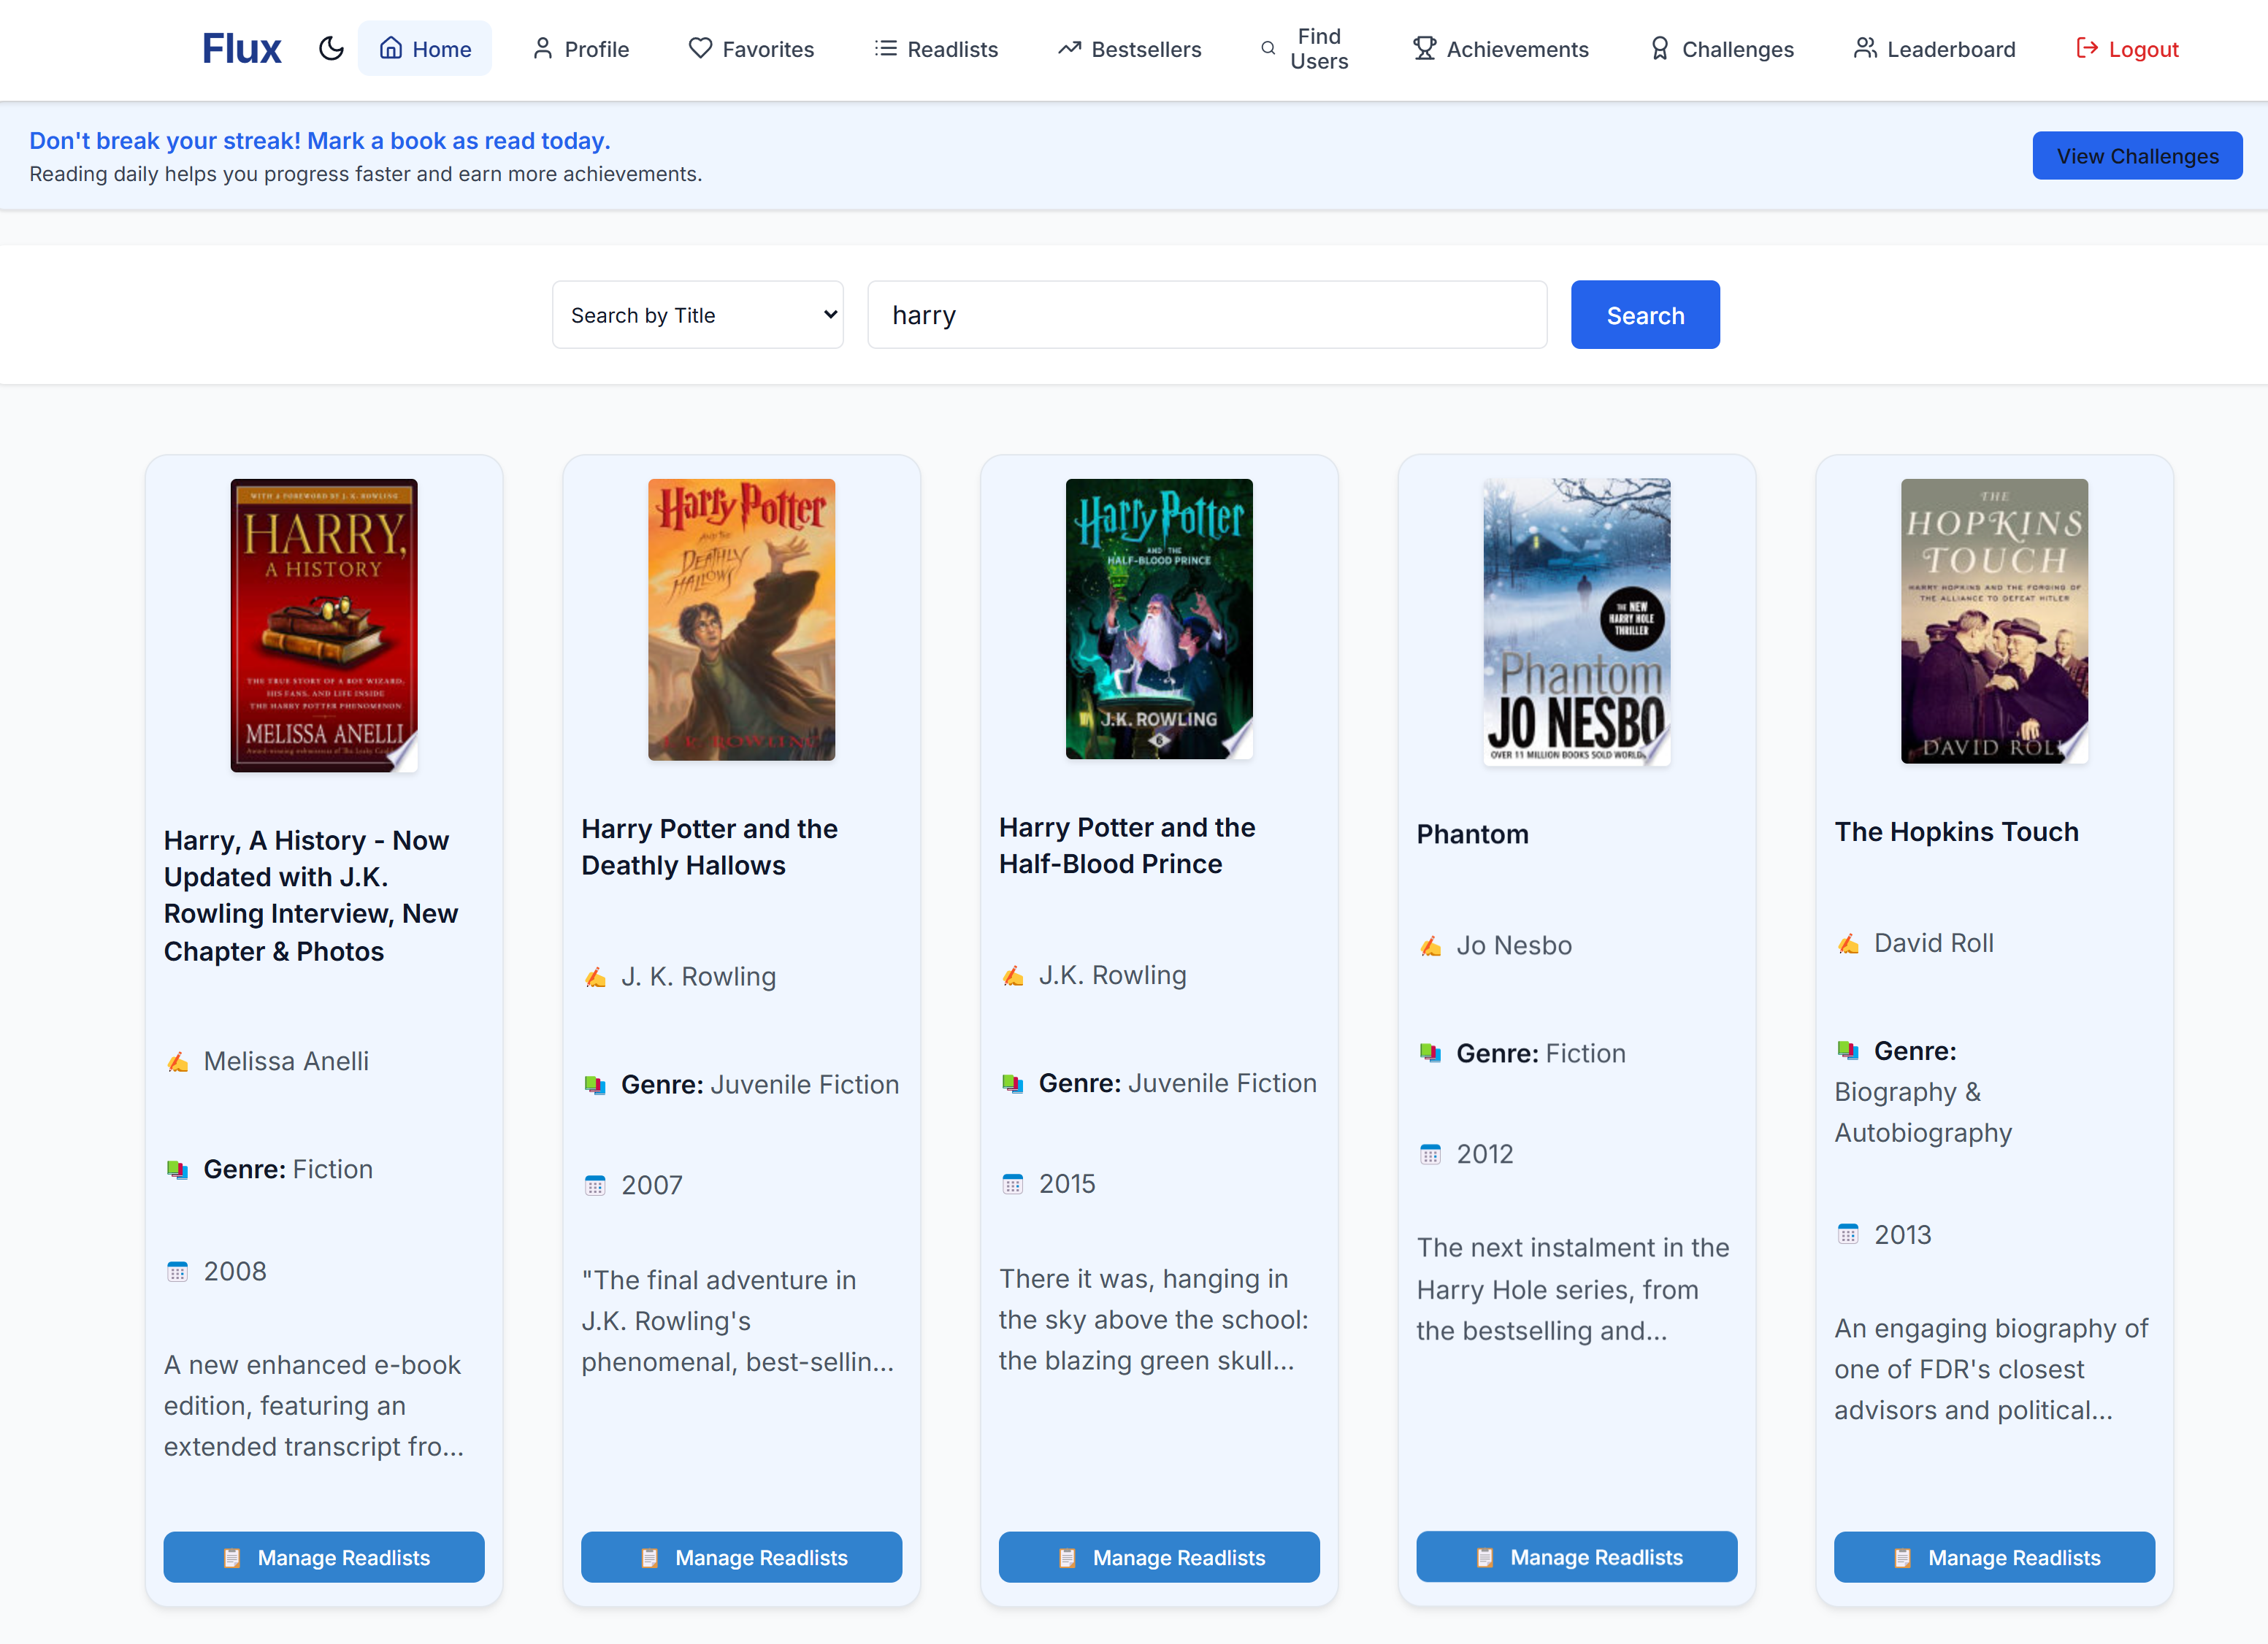 Flux
Home
Profile
Favorites
Readlists
Bestsellers
Find
Users
Achievements
Challenges
Leaderboard
Logout
Don't break your streak! Mark a book as read today.
Reading daily helps you progress faster and earn more achievements.
View Challenges
Search by Title
harry
Search
WITH A FOREWORD BY J. K. ROWLING
HARRY,
A HISTORY
THE TRUE STORY OF A BOY WIZARD,
HIS FANS, AND LIFE INSIDE
THE HARRY POTTER PHENOMENON
MELISSA ANELLI
Harry, A History - Now
Updated with J.K.
Rowling Interview, New
Chapter & Photos
Melissa Anelli
Genre: Fiction
2008
A new enhanced e-book
edition, featuring an
extended transcript fro...
Manage Readlists
Harry Potter
AND THE
DEATHLY
HALLOWS
J. K. ROWLING
Harry Potter and the
Deathly Hallows
J. K. Rowling
Genre: Juvenile Fiction
2007
"The final adventure in
J.K. Rowling's
phenomenal, best-sellin...
Manage Readlists
Harry Potter
AND THE
HALF-BLOOD PRINCE
J.K. ROWLING
6
Harry Potter and the
Half-Blood Prince
J.K. Rowling
Genre: Juvenile Fiction
2015
There it was, hanging in
the sky above the school:
the blazing green skull...
Manage Readlists
THE NEW
HARRY HOLE
THRILLER
Phantom
JO NESBO
OVER 11 MILLION BOOKS SOLD
Phantom
Jo Nesbo
Genre: Fiction
2012
The next instalment in the
Harry Hole series, from
the bestselling and...
Manage Readlists
THE
HOPKINS
TOUCH
HARRY HOPKINS AND THE FORGING OF
THE ALLIANCE TO DEFEAT HITLER
DAVID ROLL
The Hopkins Touch
David Roll
Genre:
Biography &
Autobiography
2013
An engaging biography of
one of FDR's closest
advisors and political...
Manage Readlists